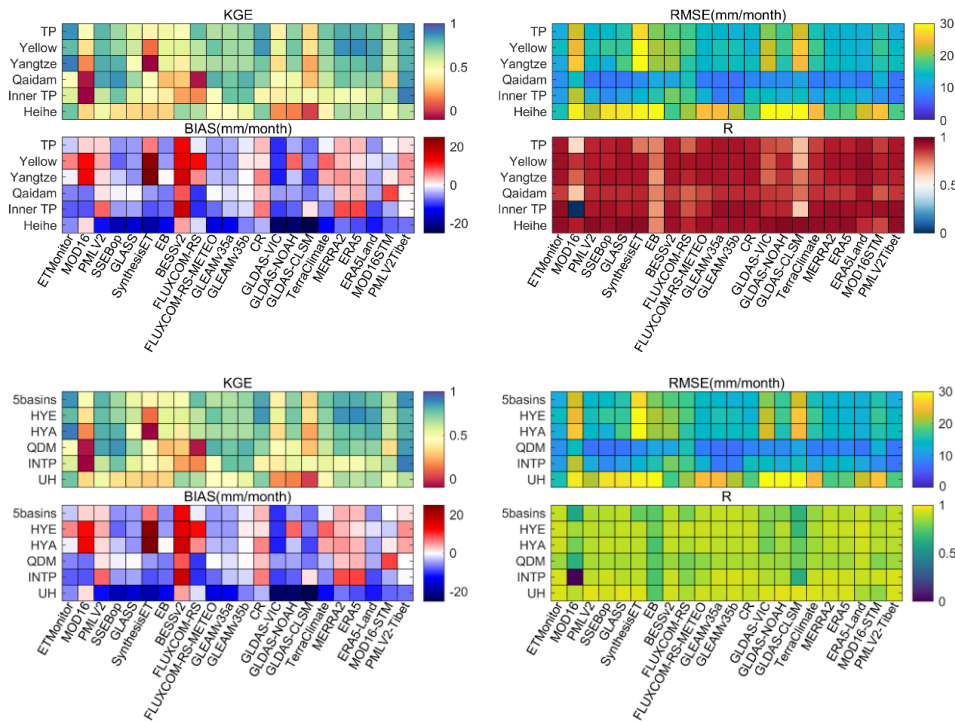 KGE
TP
Yellow
Yangtze
Qaidam
Inner TP
Heihe
1
0.5
0
RMSE(mm/month)
TP
Yellow
Yangtze
Qaidam
Inner TP
Heihe
30
20
10
0
BIAS(mm/month)
TP
Yellow
Yangtze
Qaidam
Inner TP
Heihe
20
10
0
-10
-20
R
TP
Yellow
Yangtze
Qaidam
Inner TP
Heihe
1
0.5
0
ETMonitor
MOD16
PMLV2
SSEBop
GLASS
SynthesisET
EB
BESSv2
FLUXCOM-RS
FLUXCOM-RS-METEO
GLEAMv35a
GLEAMv35b
CR
GLDAS-VIC
GLDAS-NOAH
GLDAS-CLSM
TerraClimate
MERRA2
ERA5
ERA5Land
MOD16STM
PMLV2Tibet
ETMonitor
MOD16
PMLV2
SSEBop
GLASS
SynthesisET
EB
BESSv2
FLUXCOM-RS
FLUXCOM-RS-METEO
GLEAMv35a
GLEAMv35b
CR
GLDAS-VIC
GLDAS-NOAH
GLDAS-CLSM
TerraClimate
MERRA2
ERA5
ERA5Land
MOD16STM
PMLV2Tibet
KGE
5basins
HYE
HYA
QDM
INTP
UH
1
0.5
0
RMSE(mm/month)
5basins
HYE
HYA
QDM
INTP
UH
30
20
10
0
BIAS(mm/month)
5basins
HYE
HYA
QDM
INTP
UH
20
0
-20
R
5basins
HYE
HYA
QDM
INTP
UH
1
0.5
0
ETMonitor
MOD16
PMLV2
SSEBop
GLASS
SynthesisET
EB
BESSv2
FLUXCOM-RS
FLUXCOM-RS-METEO
GLEAMv35a
GLEAMv35b
CR
GLDAS-VIC
GLDAS-NOAH
GLDAS-CLSM
TerraClimate
MERRA2
ERA5
ERA5-Land
MOD16-STM
PMLV2-Tibet
ETMonitor
MOD16
PMLV2
SSEBop
GLASS
SynthesisET
EB
BESSv2
FLUXCOM-RS
FLUXCOM-RS-METEO
GLEAMv35a
GLEAMv35b
CR
GLDAS-VIC
GLDAS-NOAH
GLDAS-CLSM
TerraClimate
MERRA2
ERA5
ERA5-Land
MOD16-STM
PMLV2-Tibet